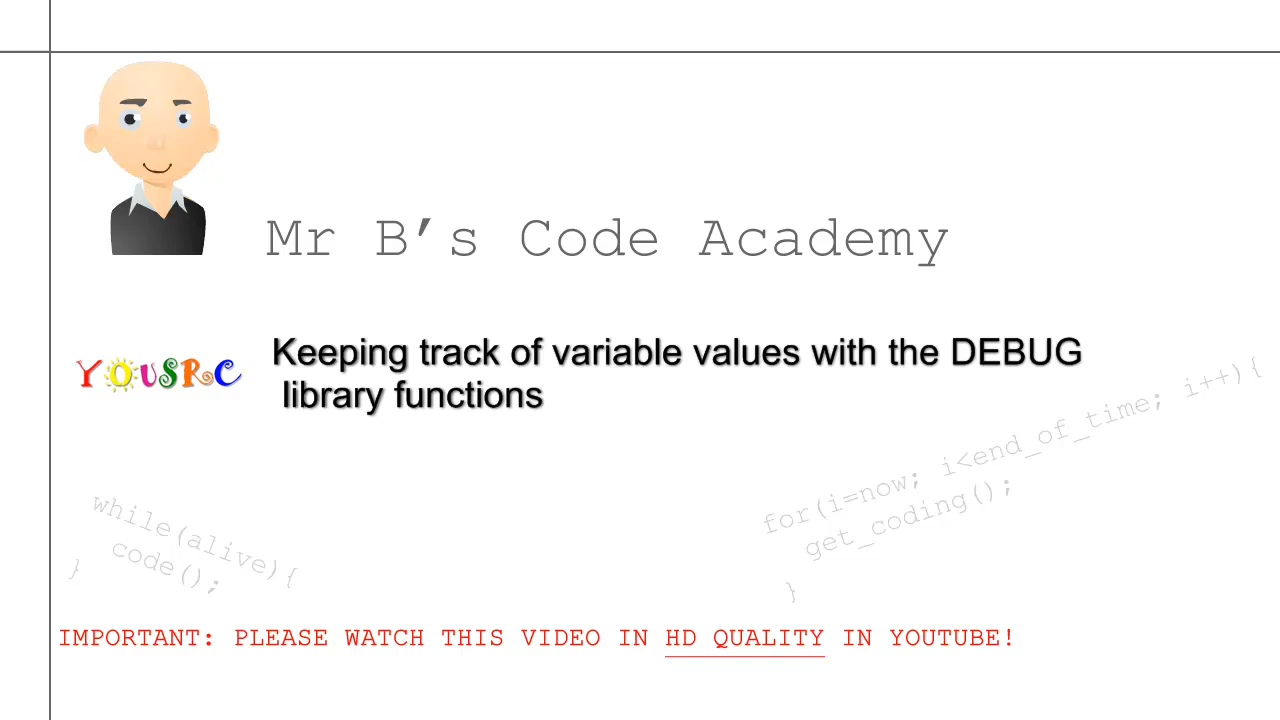 Mr B’s Code Academy
YOUSRC
Keeping track of variable values with the DEBUG
library functions
for(i=now; i<end_of_time; i++){
get_coding();
}
while(alive){
code();
}
IMPORTANT: PLEASE WATCH THIS VIDEO IN HD QUALITY IN YOUTUBE!